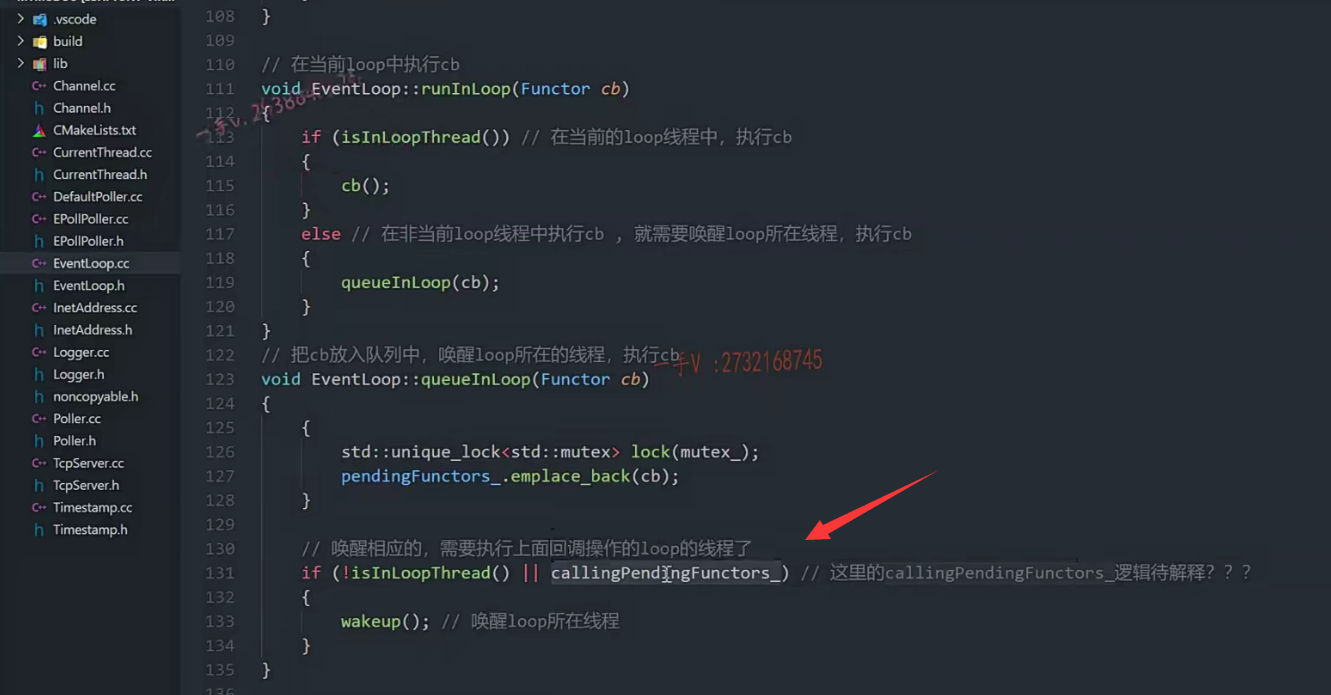 .vscode
build
lib
Channel.cc
Channel.h
CMakeLists.txt
CurrentThread.cc
CurrentThread.h
DefaultPoller.cc
EPollPoller.cc
EPollPoller.h
EventLoop.cc
EventLoop.h
InetAddress.cc
InetAddress.h
Logger.cc
Logger.h
noncopyable.h
Poller.cc
Poller.h
TcpServer.cc
TcpServer.h
Timestamp.cc
Timestamp.h
108 }
109
110 // 在当前loop中执行cb
111 void EventLoop::runInLoop(Functor cb)
112 {
113 if (isInLoopThread()) // 在当前的loop线程中，执行cb
114 {
115 cb();
116 }
117 else // 在非当前loop线程中执行cb ，就需要唤醒loop所在线程，执行cb
118 {
119 queueInLoop(cb);
120 }
121 }
122 // 把cb放入队列中，唤醒loop所在的线程，执行cb
一手V :2732168745
123 void EventLoop::queueInLoop(Functor cb)
124 {
125 {
126 std::unique_lock<std::mutex> lock(mutex_);
127 pendingFunctors_.emplace_back(cb);
128 }
129
130 // 唤醒相应的，需要执行上面回调操作的loop的线程了
131 if (!isInLoopThread() || callingPendingFunctors_) // 这里的callingPendingFunctors_逻辑待解释？？？
132 {
133 wakeup(); // 唤醒loop所在线程
134 }
135 }